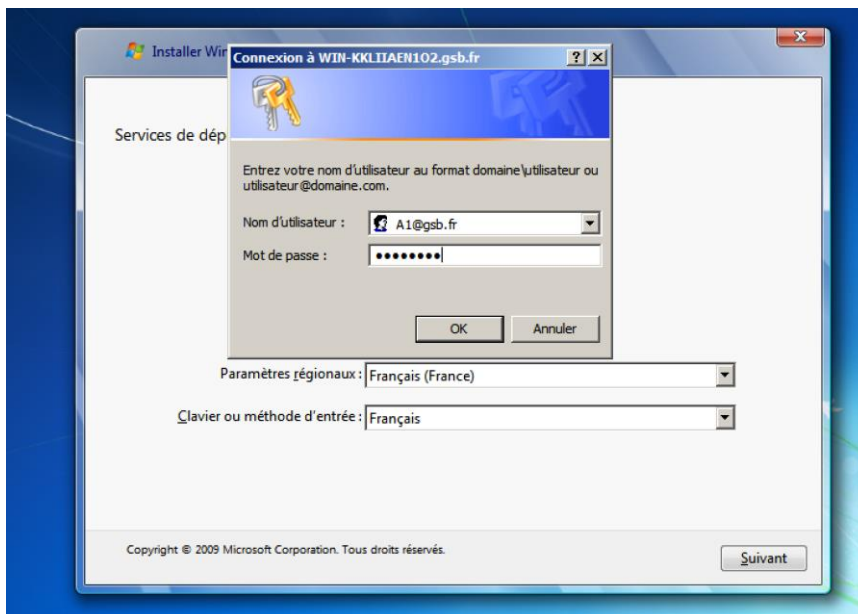 Installer Wir
Connexion à WIN-KKLIIAEN1O2.gsb.fr
Services de dép
Entrez votre nom d'utilisateur au format domaine\utilisateur ou
utilisateur@domaine.com.
Nom d'utilisateur : A1@gsb.fr
Mot de passe : ●●●●●●●●
OK Annuler
Paramètres régionaux : Français (France)
Clavier ou méthode d'entrée : Français
Copyright © 2009 Microsoft Corporation. Tous droits réservés.
Suivant